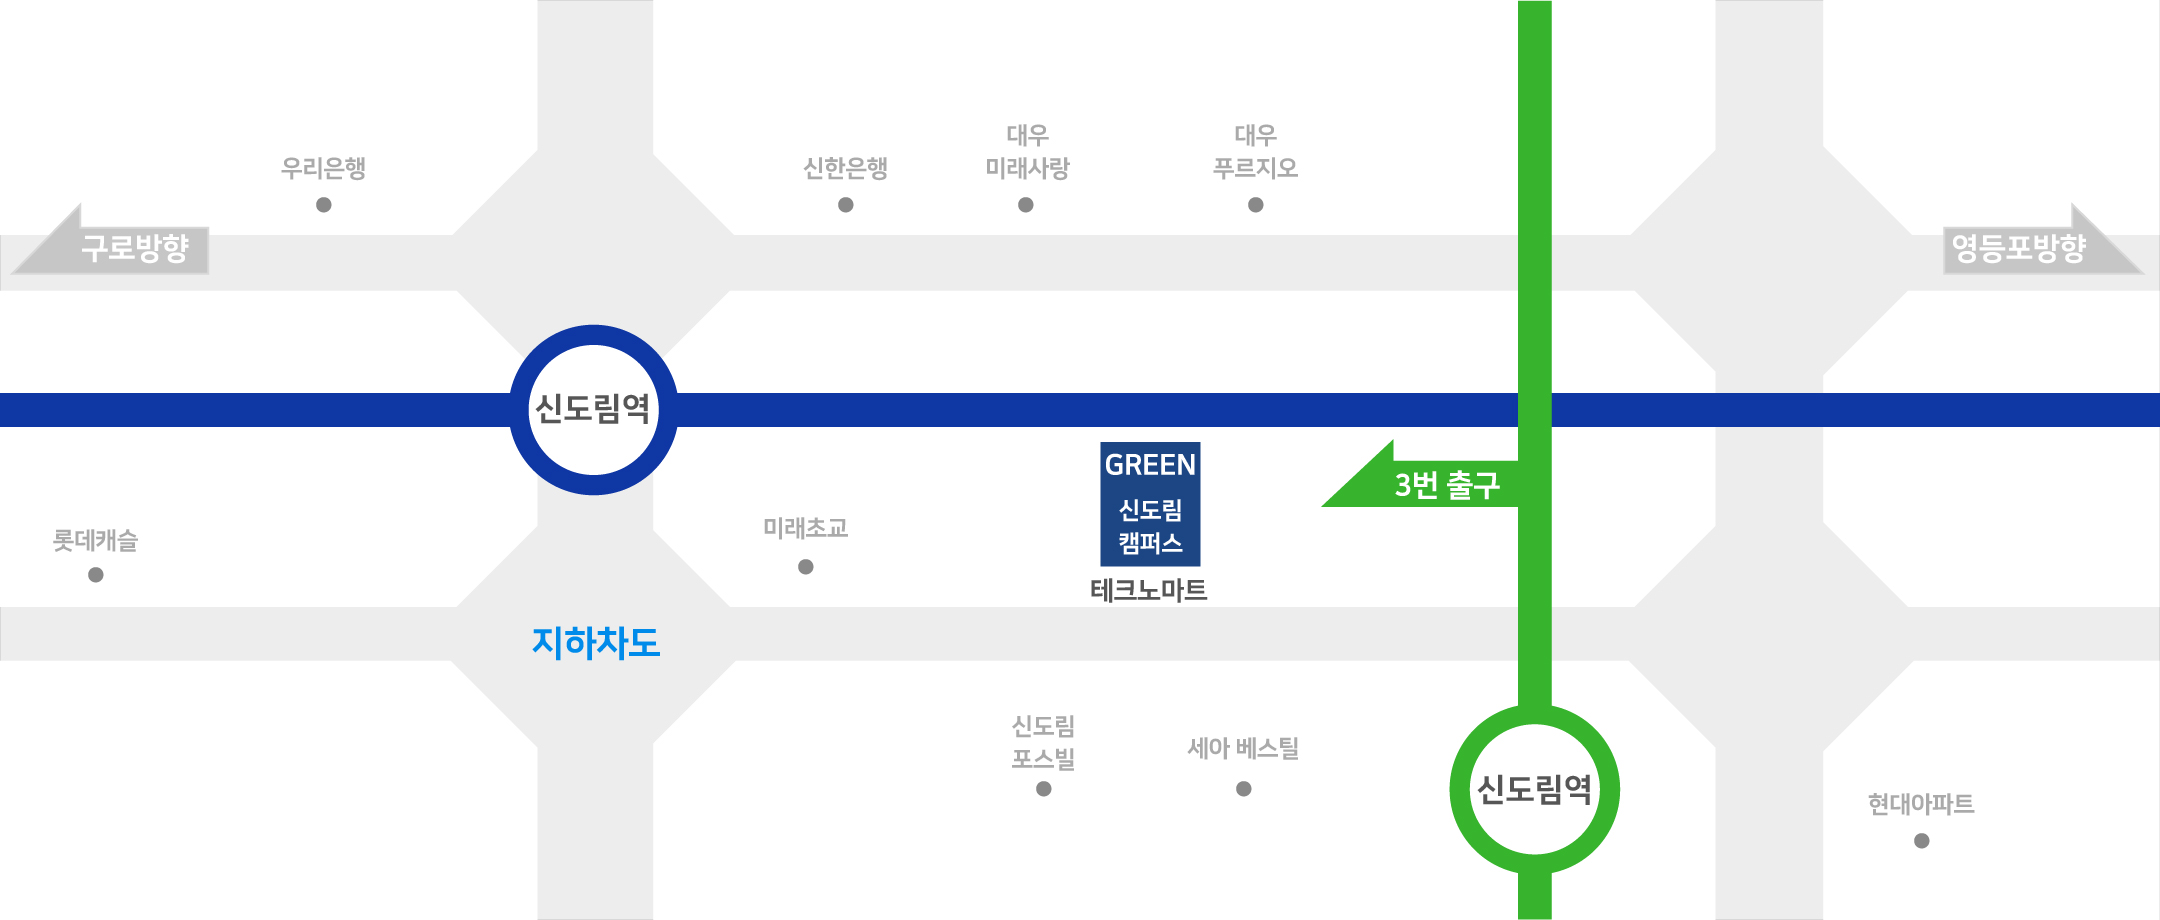 대우
대우
우리은행
신한은행
미래사랑
푸르지오
구로방향
영등포방향
신도림역
GREEN
신도림
캠퍼스
테크노마트
3번 출구
롯데캐슬
미래초교
지하차도
신도림
포스빌
세아 베스틸
신도림역
현대아파트